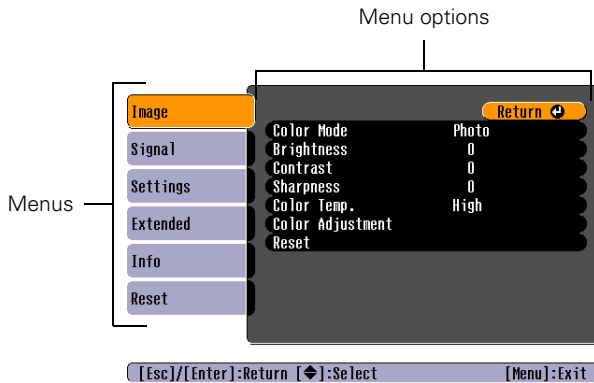 Menu options
Menus
Image
Signal
Settings
Extended
Info
Reset
Return
Color Mode Photo
Brightness 0
Contrast 0
Sharpness 0
Color Temp. High
Color Adjustment
Reset
[Esc]/[Enter]:Return [◆]:Select [Menu]:Exit